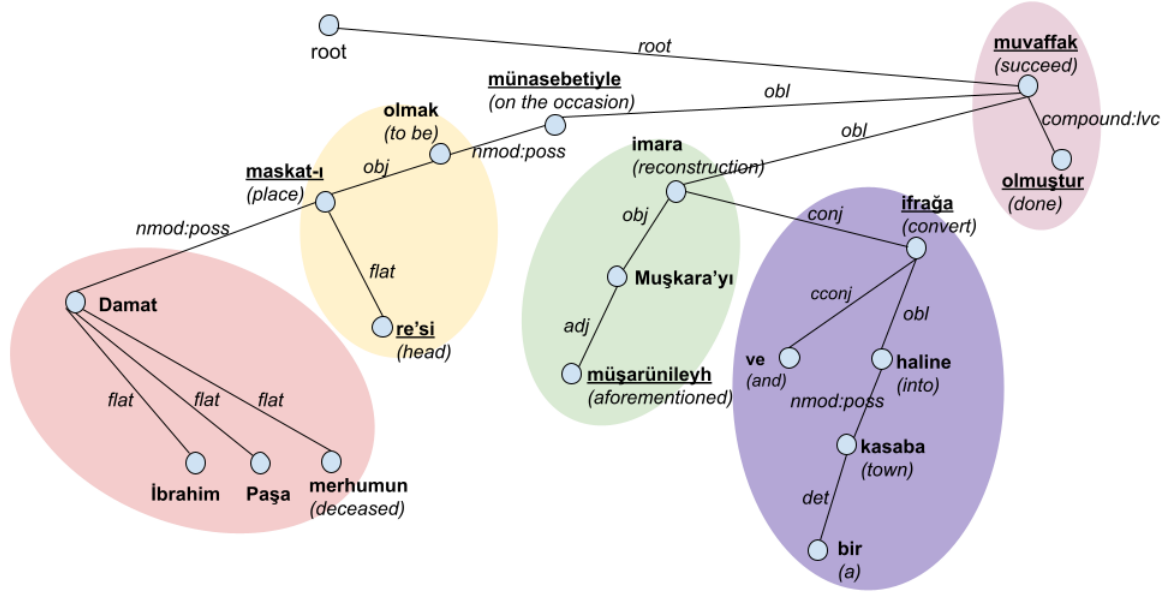 root
root
muvaffak
(succeed)
münasebetiyle
(on the occasion)
obl
olmak
(to be)
nmod:poss
obl
compound:lvc
imara
(reconstruction)
maskat-ı
(place)
obj
olmuştur
(done)
nmod:poss
obj
conj
ifrağa
(convert)
flat
Damat
Muşkara'yı
cconj
obl
re'si
(head)
adj
ve
(and)
haline
(into)
müşarünileyh
(aforementioned)
flat
flat
flat
nmod:poss
kasaba
(town)
İbrahim
Paşa
merhumun
(deceased)
det
bir
(a)